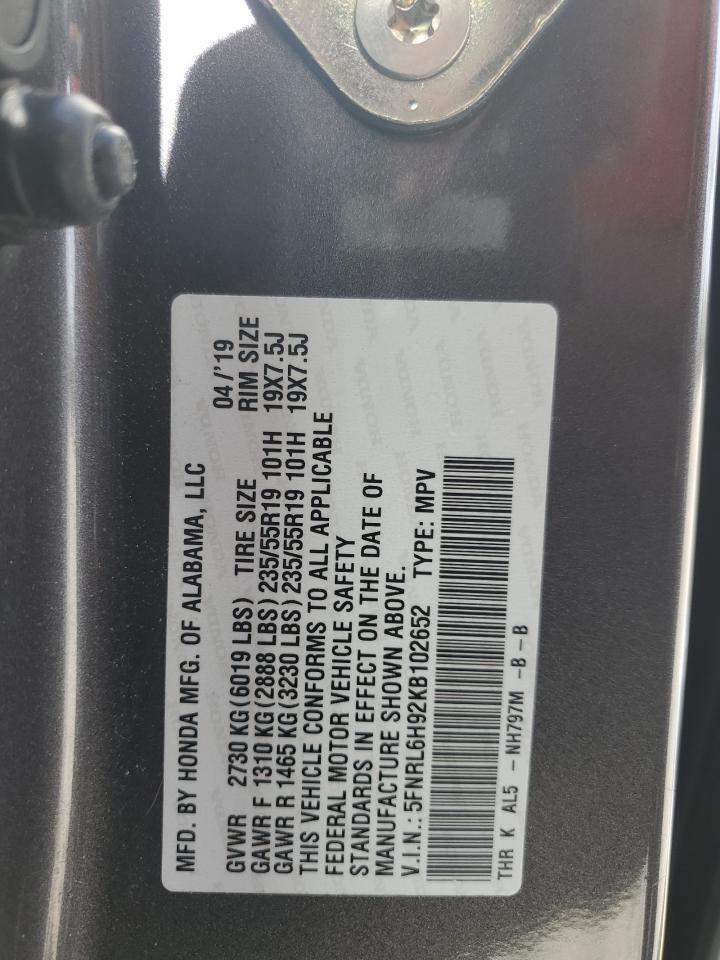 MFD. BY HONDA MFG. OF ALABAMA, LLC
04/'19
GVWR 2730 KG(6019 LBS) TIRE SIZE RIM SIZE
GAWR F 1310 KG(2888 LBS)235/55R19 101H 19X7.5J
GAWR R 1465 KG(3230 LBS)235/55R19 101H 19X7.5J
THIS VEHICLE CONFORMS TO ALL APPLICABLE
FEDERAL MOTOR VEHICLE SAFETY
STANDARDS IN EFFECT ON THE DATE OF
MANUFACTURE SHOWN ABOVE.
V.I.N.: 5FNRL6H92KB102652 TYPE: MPV
THR K AL5 - NH797M -B-B